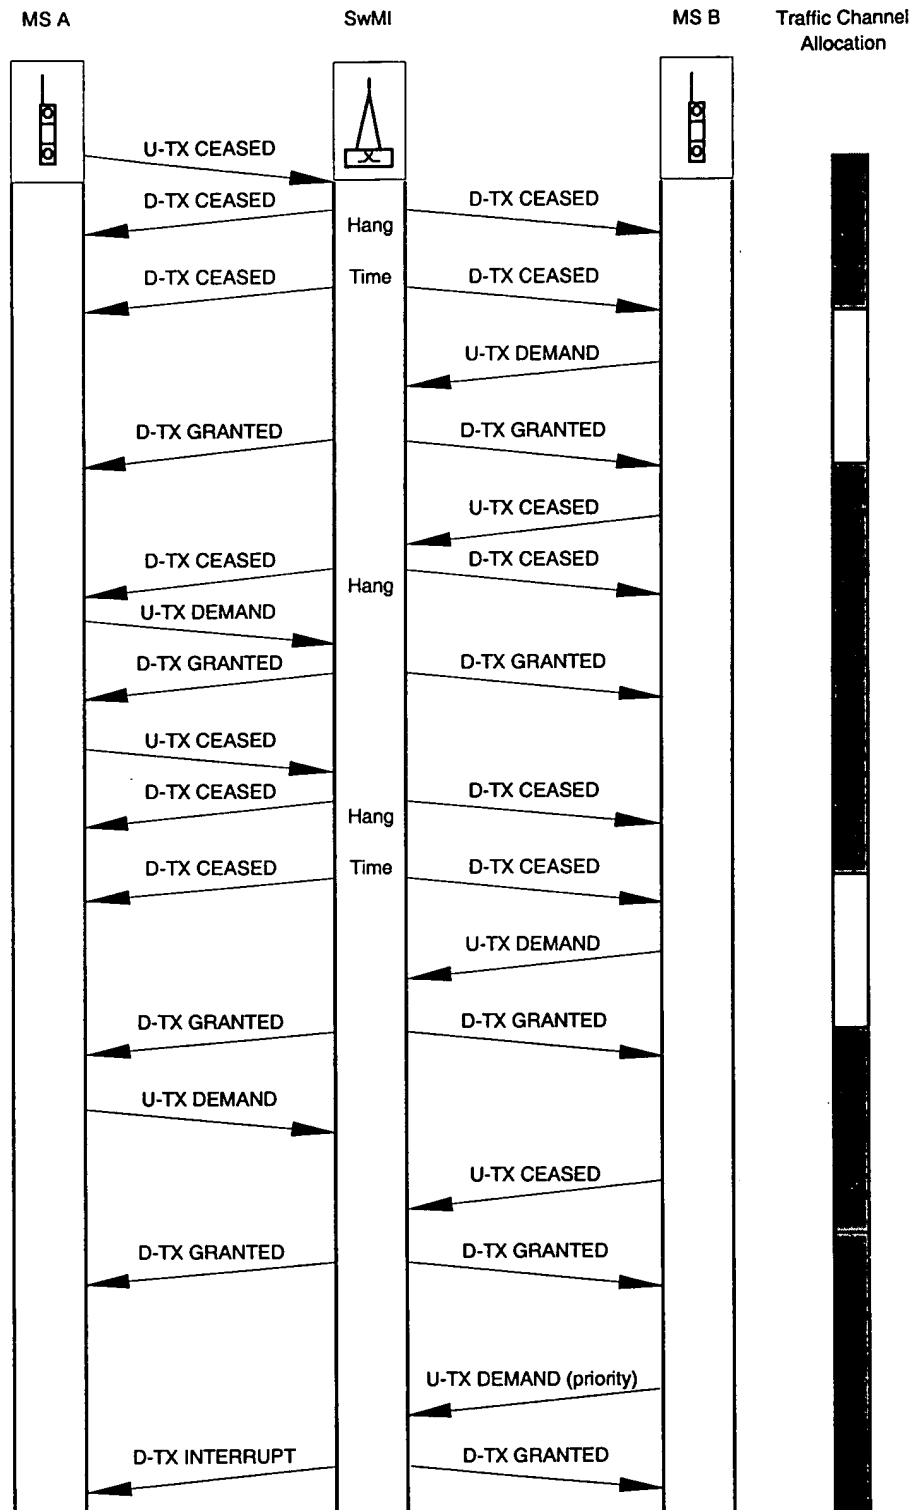 MS A
SwMI
MS B
Traffic Channel
Allocation
U-TX CEASED
D-TX CEASED
D-TX CEASED
Hang
D-TX CEASED
Time
D-TX CEASED
U-TX DEMAND
D-TX GRANTED
D-TX GRANTED
U-TX CEASED
D-TX CEASED
D-TX CEASED
Hang
U-TX DEMAND
D-TX GRANTED
D-TX GRANTED
U-TX CEASED
D-TX CEASED
D-TX CEASED
Hang
D-TX CEASED
Time
D-TX CEASED
U-TX DEMAND
D-TX GRANTED
D-TX GRANTED
U-TX DEMAND
U-TX CEASED
D-TX GRANTED
D-TX GRANTED
U-TX DEMAND (priority)
D-TX INTERRUPT
D-TX GRANTED